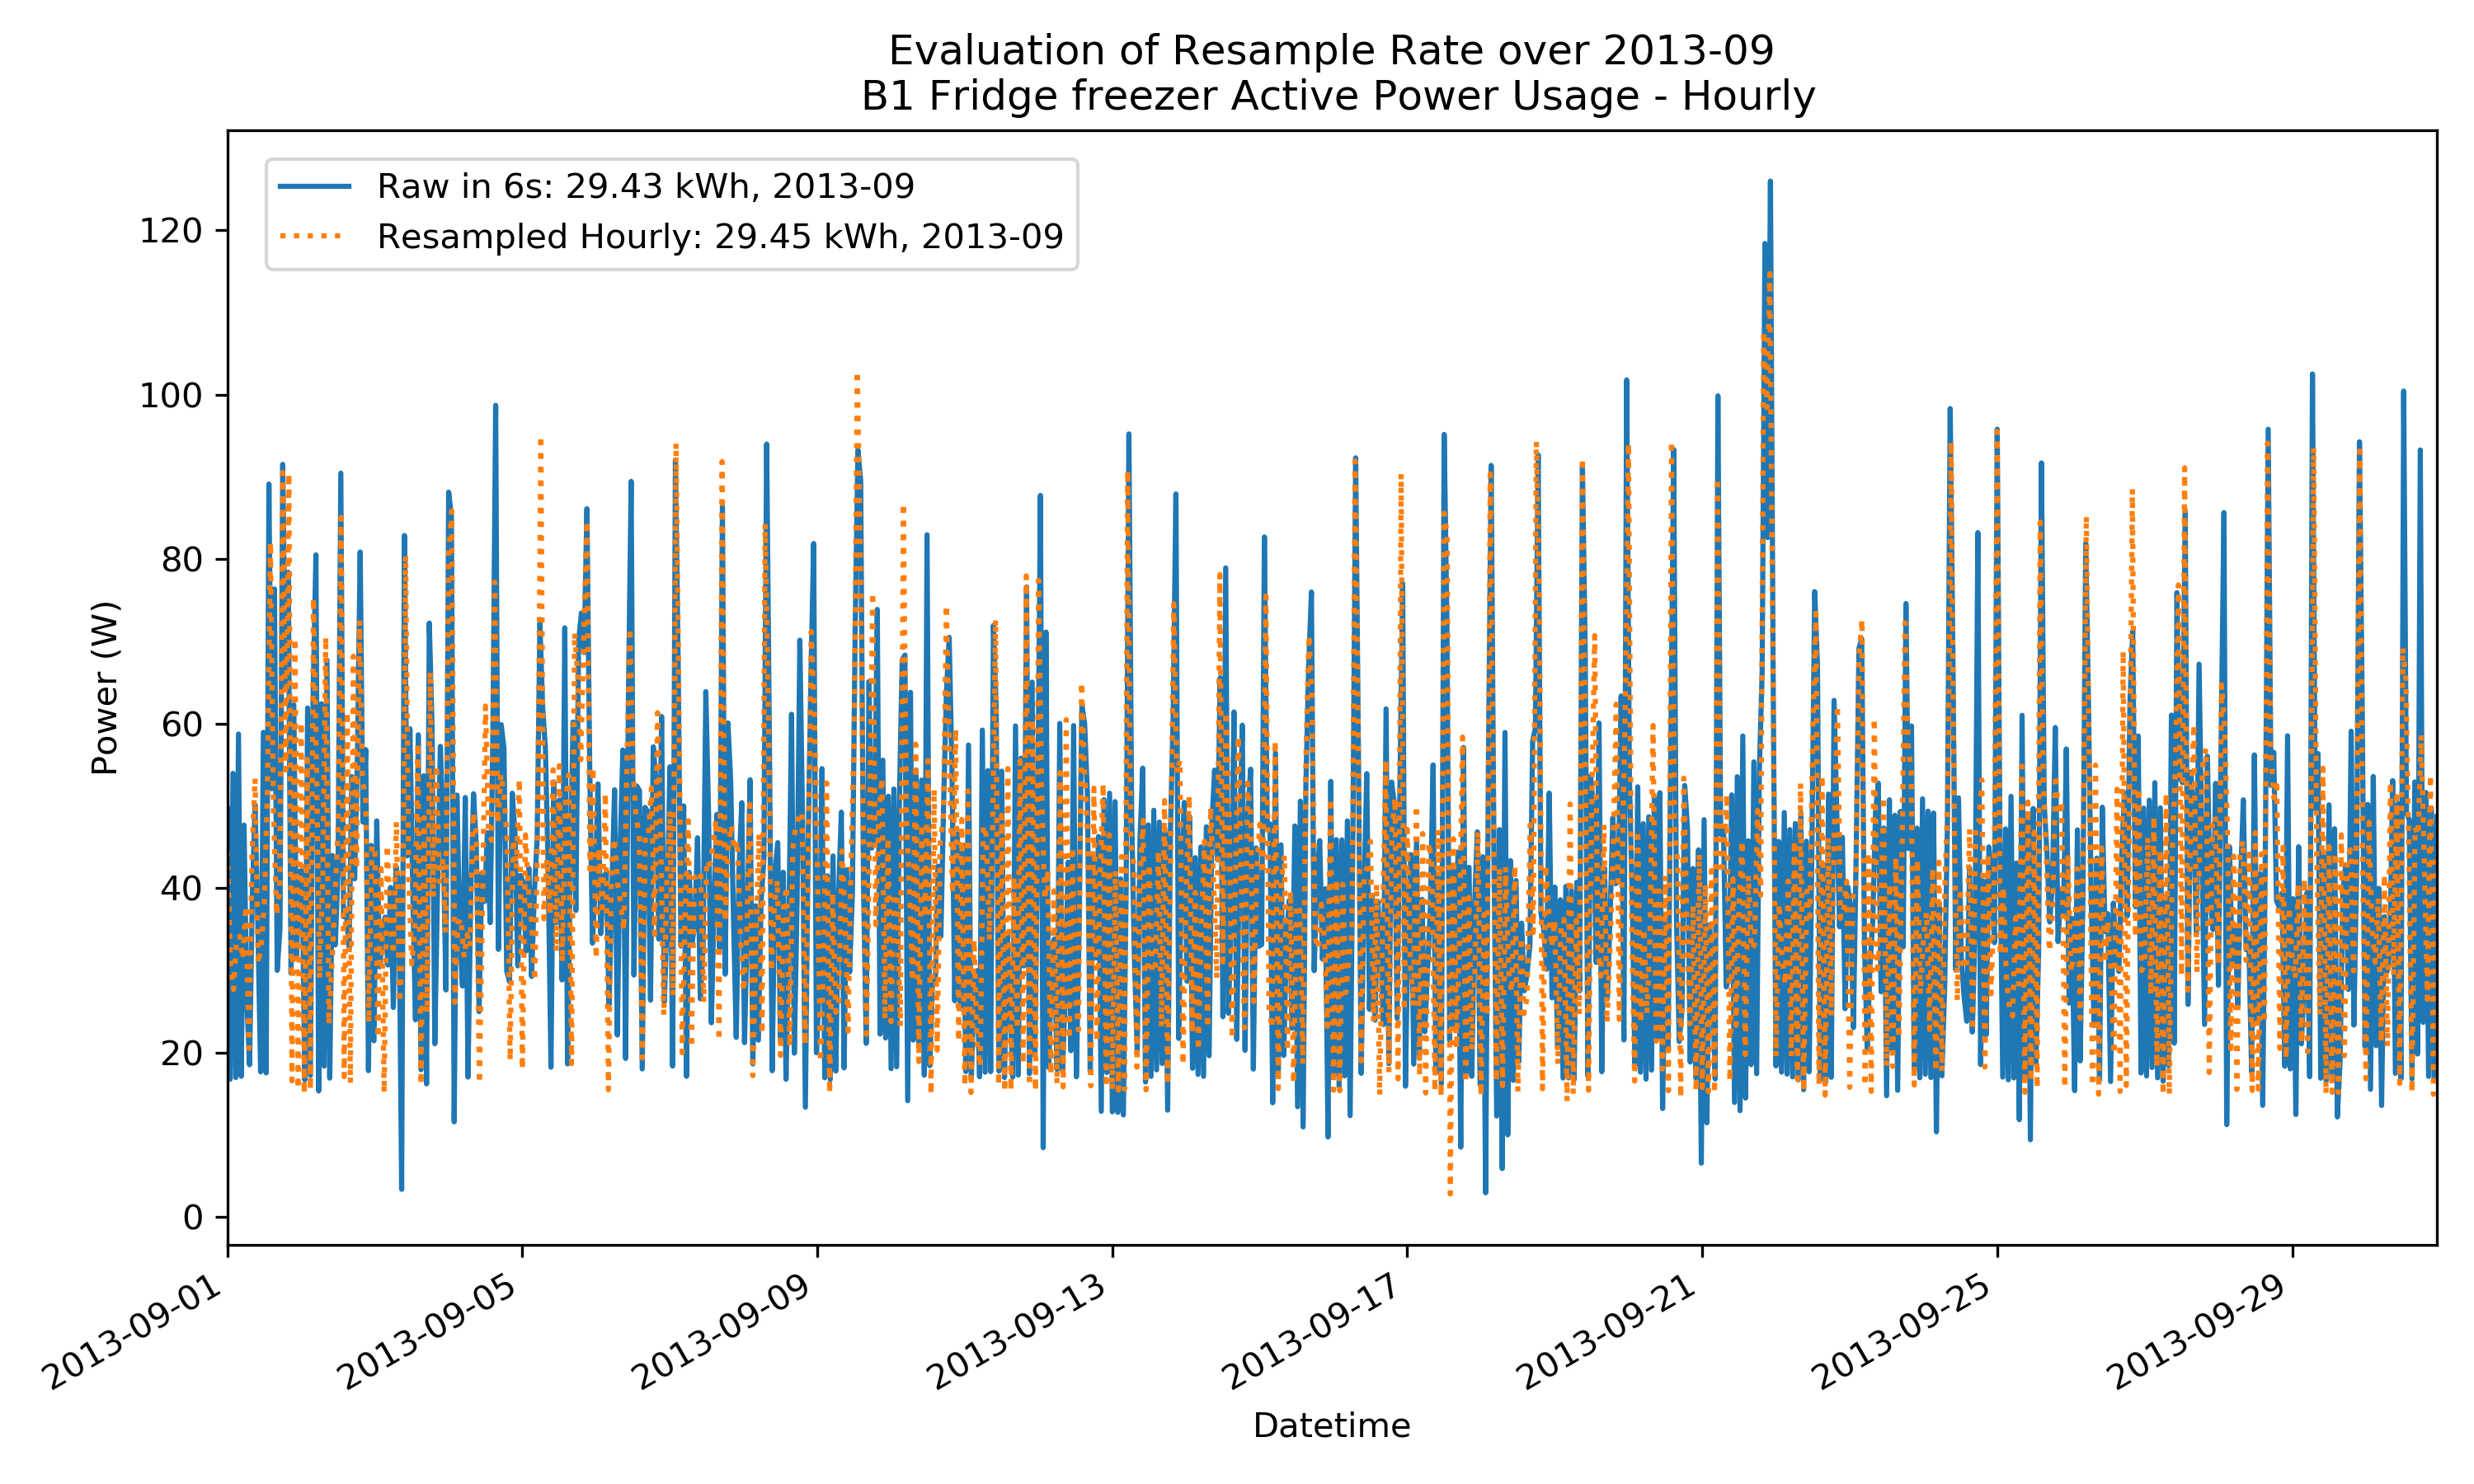 Evaluation of Resample Rate over 2013-09
B1 Fridge freezer Active Power Usage - Hourly
Raw in 6s: 29.43 kWh, 2013-09
Resampled Hourly: 29.45 kWh, 2013-09
Power (W)
120
100
80
60
40
20
0
2013-09-01
2013-09-05
2013-09-09
2013-09-13
2013-09-17
2013-09-21
2013-09-25
2013-09-29
Datetime